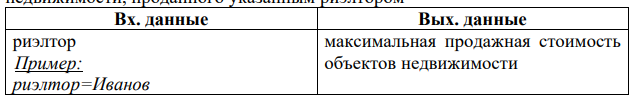 недвижимости, проданного указанным риэлтором
Вх. данные
Вых. данные
риэлтор
Пример:
риэлтор=Иванов
максимальная продажная стоимость
объектов недвижимости